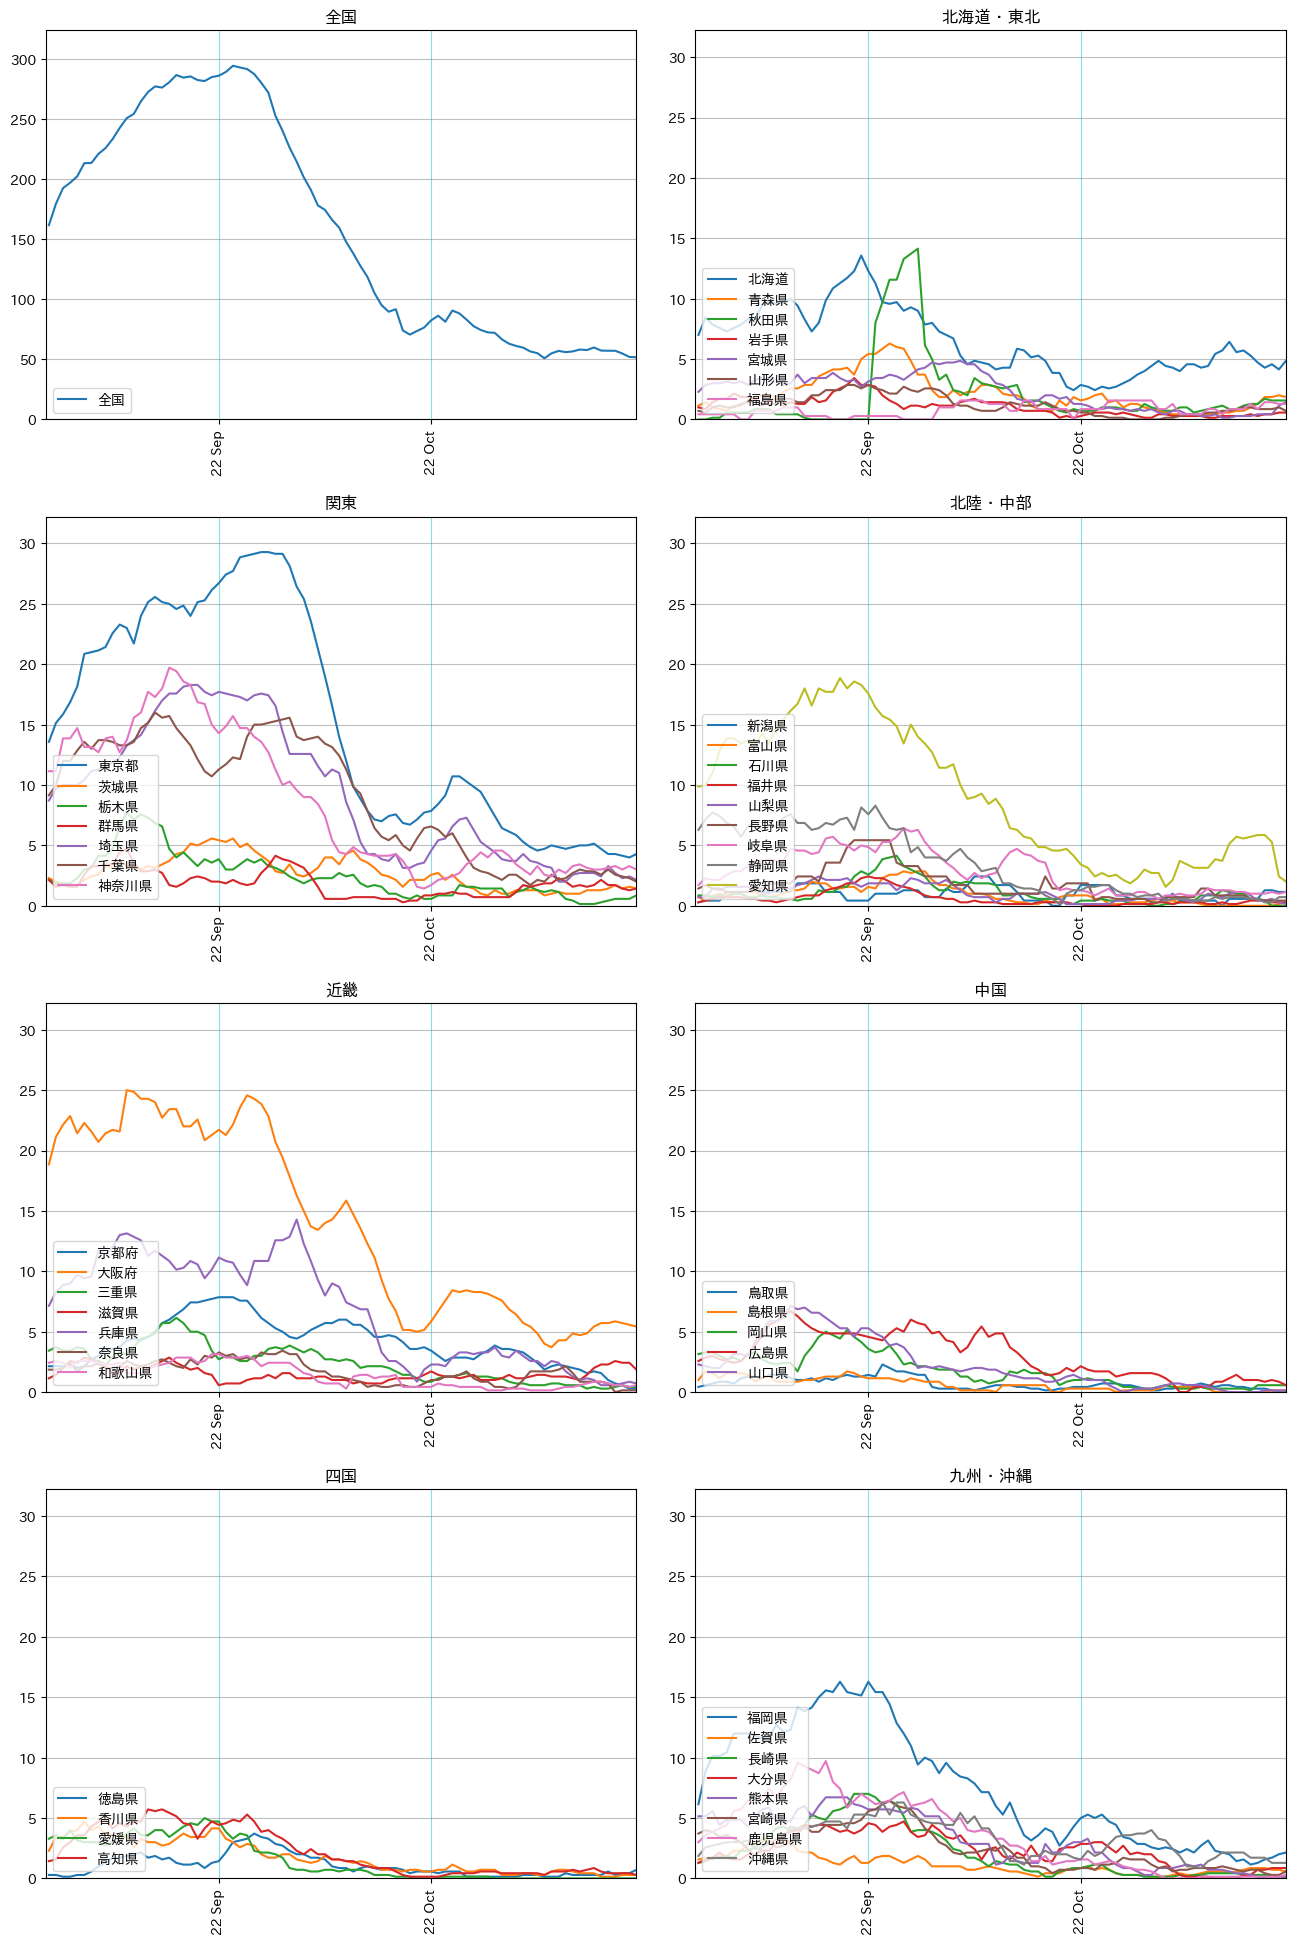 全国
300
250
200
150
100
50
0
全国
22 Sep
22 Oct
北海道・東北
30
25
20
15
10
5
0
北海道
青森県
秋田県
岩手県
宮城県
山形県
福島県
22 Sep
22 Oct
関東
30
25
20
15
10
5
0
東京都
茨城県
栃木県
群馬県
埼玉県
千葉県
神奈川県
22 Sep
22 Oct
北陸・中部
30
25
20
15
10
5
0
新潟県
富山県
石川県
福井県
山梨県
長野県
岐阜県
静岡県
愛知県
22 Sep
22 Oct
近畿
30
25
20
15
10
5
0
京都府
大阪府
三重県
滋賀県
兵庫県
奈良県
和歌山県
22 Sep
22 Oct
中国
30
25
20
15
10
5
0
鳥取県
島根県
岡山県
広島県
山口県
22 Sep
22 Oct
四国
30
25
20
15
10
5
0
徳島県
香川県
愛媛県
高知県
22 Sep
22 Oct
九州・沖縄
30
25
20
15
10
5
0
福岡県
佐賀県
長崎県
大分県
熊本県
宮崎県
鹿児島県
沖縄県
22 Sep
22 Oct